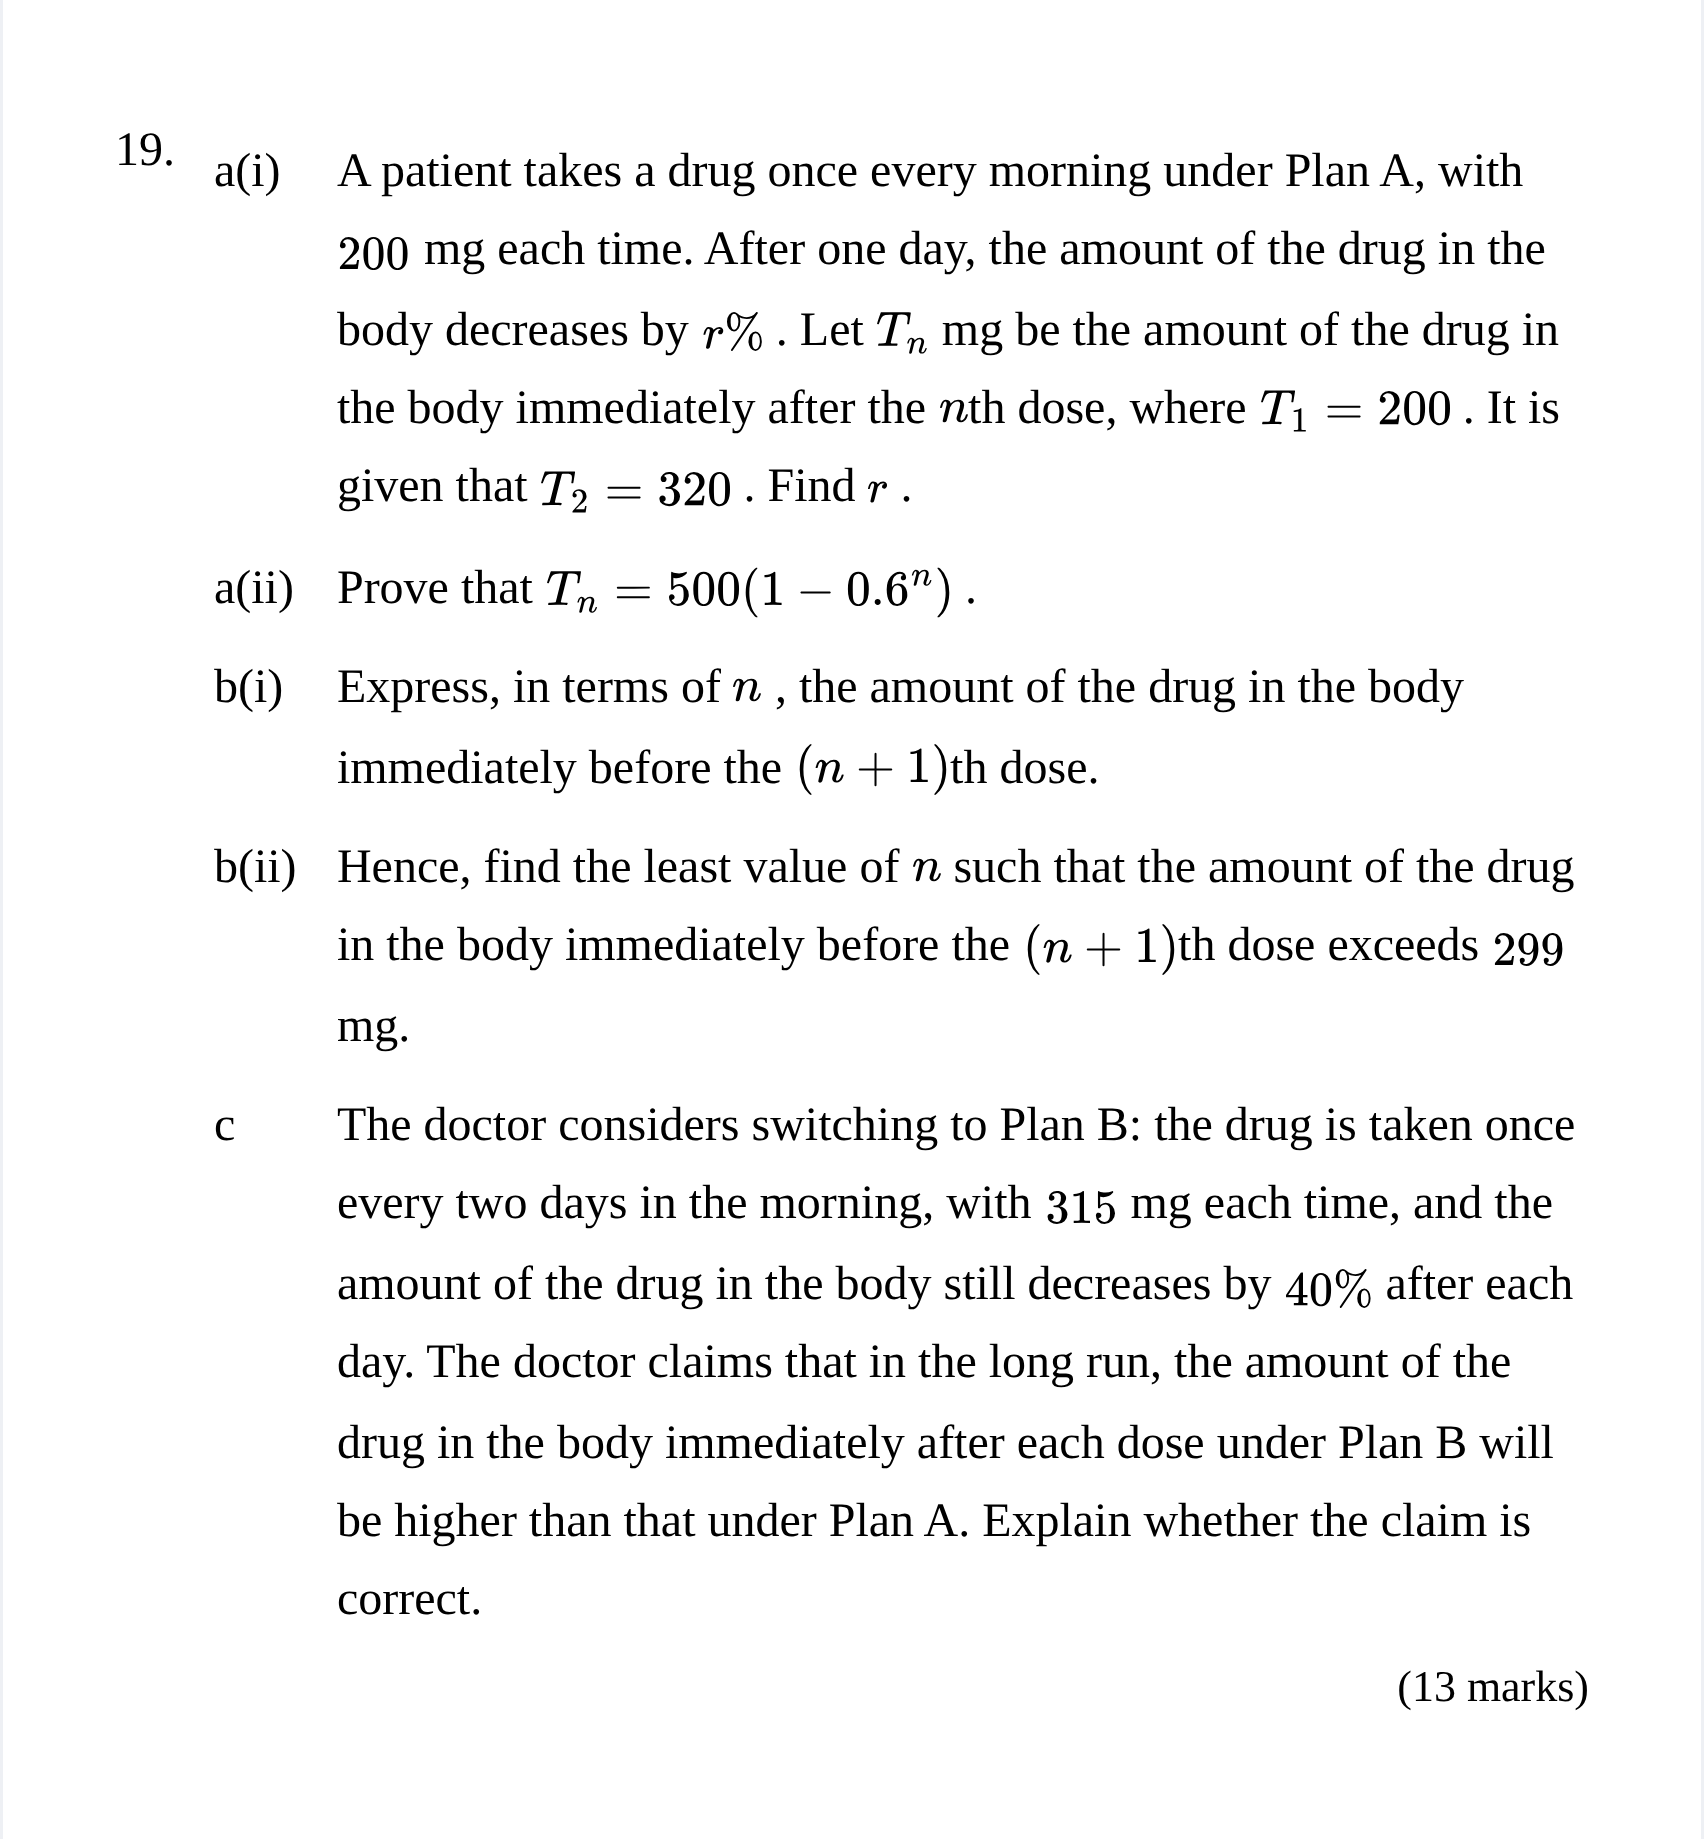 19. a(i) A patient takes a drug once every morning under Plan A, with
200 mg each time. After one day, the amount of the drug in the
body decreases by r% . Let Tₙ mg be the amount of the drug in
the body immediately after the nth dose, where T₁ = 200 . It is
given that T₂ = 320 . Find r .
a(ii) Prove that Tₙ = 500(1 − 0.6ⁿ) .
b(i) Express, in terms of n , the amount of the drug in the body
immediately before the (n + 1)th dose.
b(ii) Hence, find the least value of n such that the amount of the drug
in the body immediately before the (n + 1)th dose exceeds 299
mg.
c The doctor considers switching to Plan B: the drug is taken once
every two days in the morning, with 315 mg each time, and the
amount of the drug in the body still decreases by 40% after each
day. The doctor claims that in the long run, the amount of the
drug in the body immediately after each dose under Plan B will
be higher than that under Plan A. Explain whether the claim is
correct.
(13 marks)